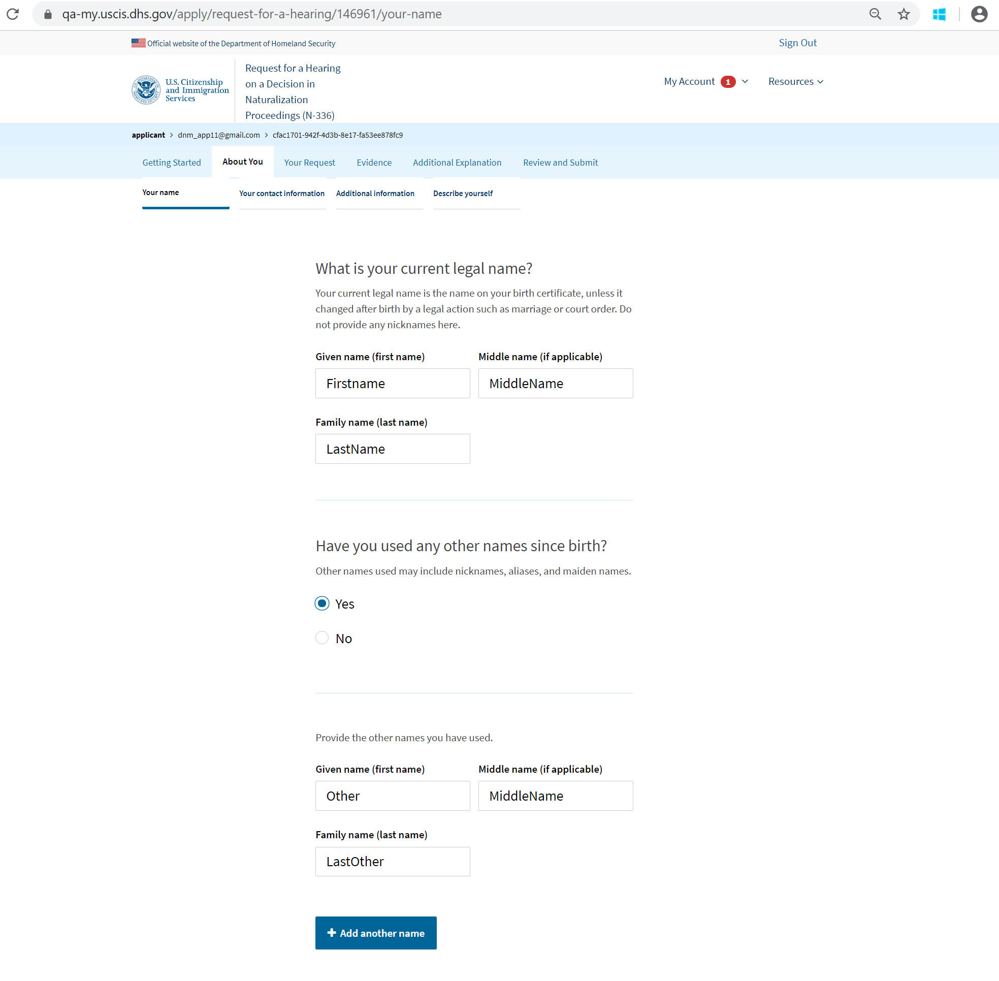 qa-my.uscis.dhs.gov/apply/request-for-a-hearing/146961/your-name
Official website of the Department of Homeland Security
Sign Out
U.S. Citizenship
and Immigration
Services
Request for a Hearing
on a Decision in
Naturalization
Proceedings (N-336)
My Account 1
Resources
applicant > dnm_app11@gmail.com > cfac1701-942f-4d3b-8e17-fa53ee878fc9
Getting Started About You Your Request Evidence Additional Explanation Review and Submit
Your name Your contact information Additional information Describe yourself
What is your current legal name?
Your current legal name is the name on your birth certificate, unless it
changed after birth by a legal action such as marriage or court order. Do
not provide any nicknames here.
Given name (first name) Middle name (if applicable)
Firstname MiddleName
Family name (last name)
LastName
Have you used any other names since birth?
Other names used may include nicknames, aliases, and maiden names.
Yes
No
Provide the other names you have used.
Given name (first name) Middle name (if applicable)
Other MiddleName
Family name (last name)
LastOther
Add another name